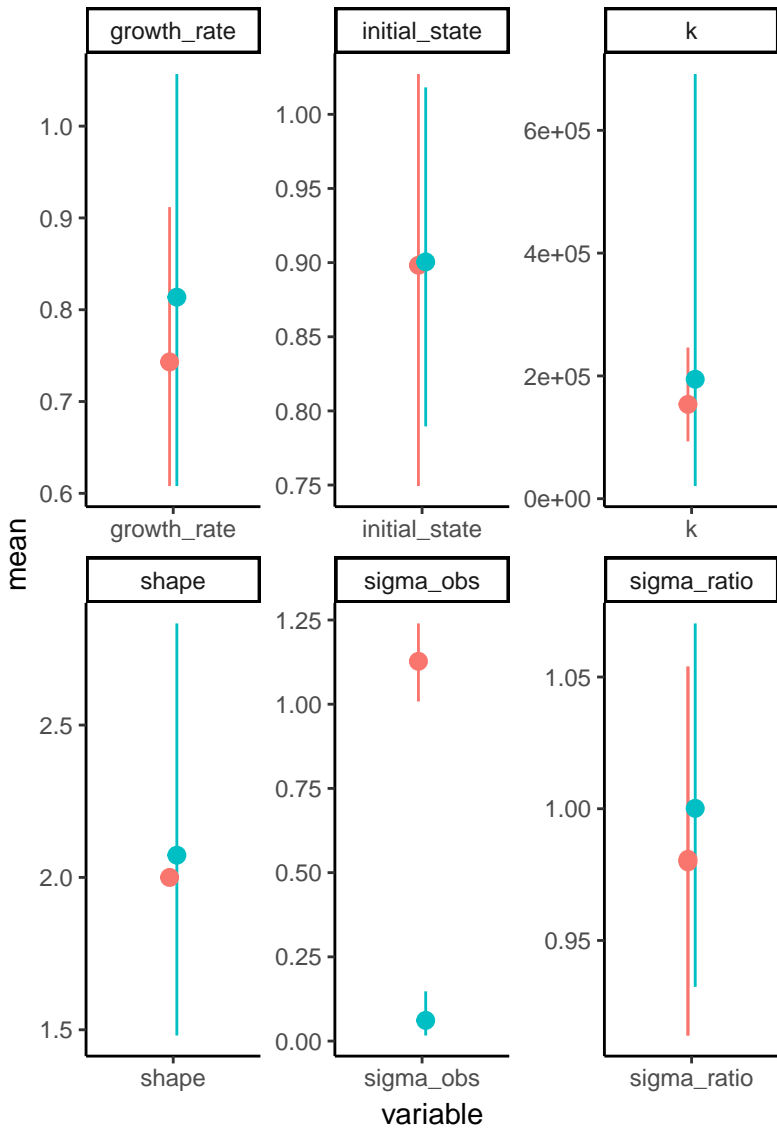 growth_rate initial_state k
1.0
0.9
0.8
0.7
0.6
growth_rate
1.00
0.95
0.90
0.85
0.80
0.75
initial_state
6e+05
4e+05
2e+05
0e+00
k
mean
shape sigma_obs sigma_ratio
2.5
2.0
1.5
shape
1.25
1.00
0.75
0.50
0.25
0.00
sigma_obs
1.05
1.00
0.95
sigma_ratio
variable